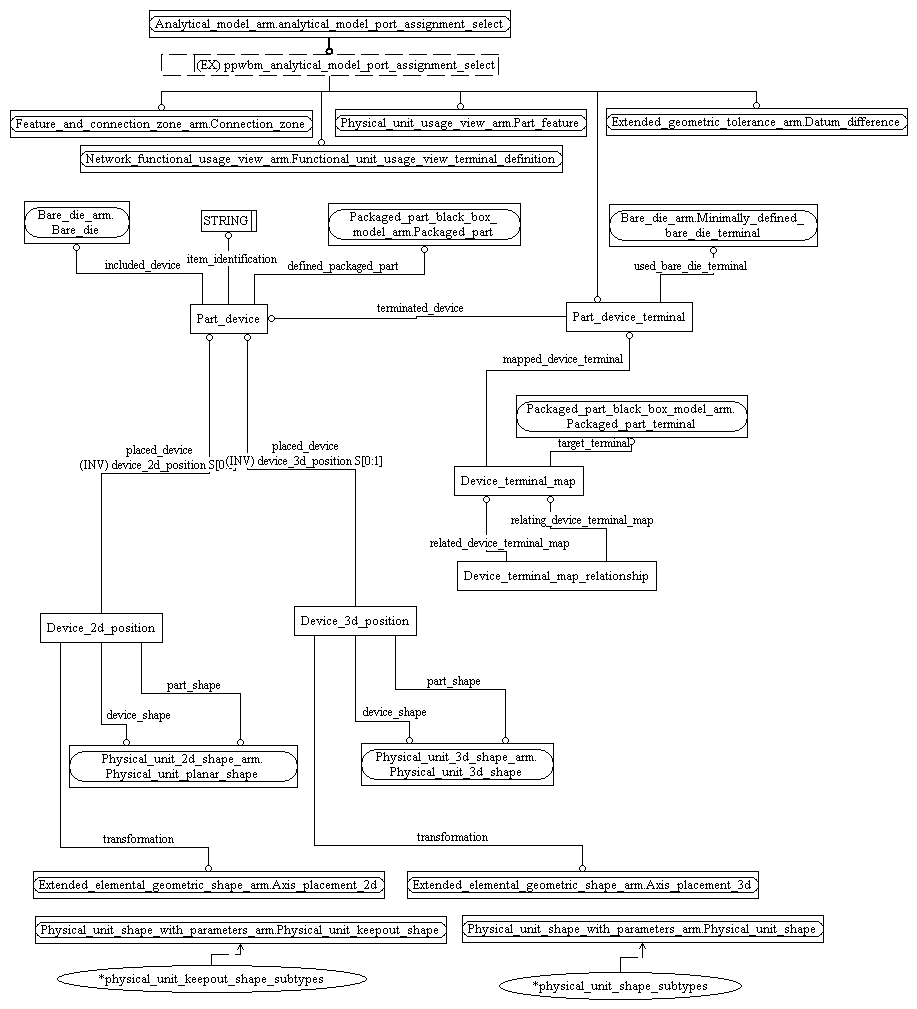 Analytical_model_arm.analytical_model_port_assignment_select
(EX) ppwbm_analytical_model_port_assignment_select
Feature_and_connection_zone_arm.Connection_zone
Physical_unit_usage_view_arm.Part_feature
Extended_geometric_tolerance_arm.Datum_difference
Network_functional_usage_view_arm.Functional_unit_usage_view_terminal_definition
Bare_die_arm.
Bare_die
STRING
Packaged_part_black_box_
model_arm.Packaged_part
Bare_die_arm.Minimally_defined_
bare_die_terminal
included_device
item_identification
defined_packaged_part
used_bare_die_terminal
Part_device
terminated_device
Part_device_terminal
mapped_device_terminal
Packaged_part_black_box_model_arm.
Packaged_part_terminal
target_terminal
placed_device
(INV) device_2d_position S[0:
placed_device
(INV) device_3d_position S[0:1]
Device_terminal_map
relating_device_terminal_map
related_device_terminal_map
Device_terminal_map_relationship
Device_2d_position
Device_3d_position
part_shape
device_shape
part_shape
device_shape
Physical_unit_2d_shape_arm.
Physical_unit_planar_shape
Physical_unit_3d_shape_arm.
Physical_unit_3d_shape
transformation
transformation
Extended_elemental_geometric_shape_arm.Axis_placement_2d
Extended_elemental_geometric_shape_arm.Axis_placement_3d
Physical_unit_shape_with_parameters_arm.Physical_unit_keepout_shape
Physical_unit_shape_with_parameters_arm.Physical_unit_shape
*physical_unit_keepout_shape_subtypes
*physical_unit_shape_subtypes